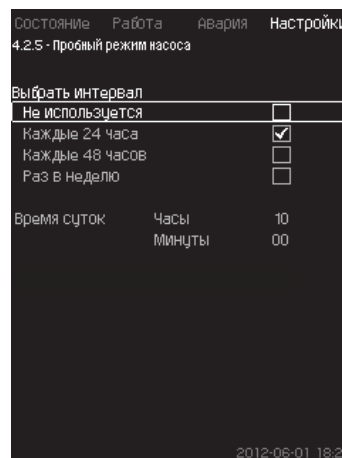 Состояние Работа Авария Настройки
4.2.5 - Пробный режим насоса
Выбрать интервал
Не используется
Каждые 24 часа
Каждые 48 часов
Раз в неделю
Время суток Часы 10
Минуты 00
2012-06-01 18:2